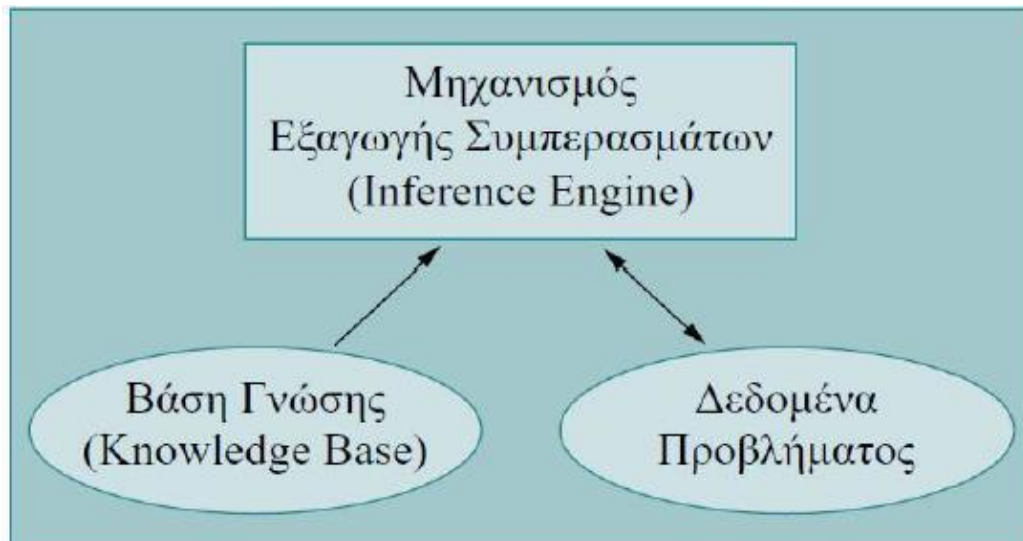 Μηχανισμός
Εξαγωγής Συμπερασμάτων
(Inference Engine)
Βάση Γνώσης
(Knowledge Base)
Δεδομένα
Προβλήματος